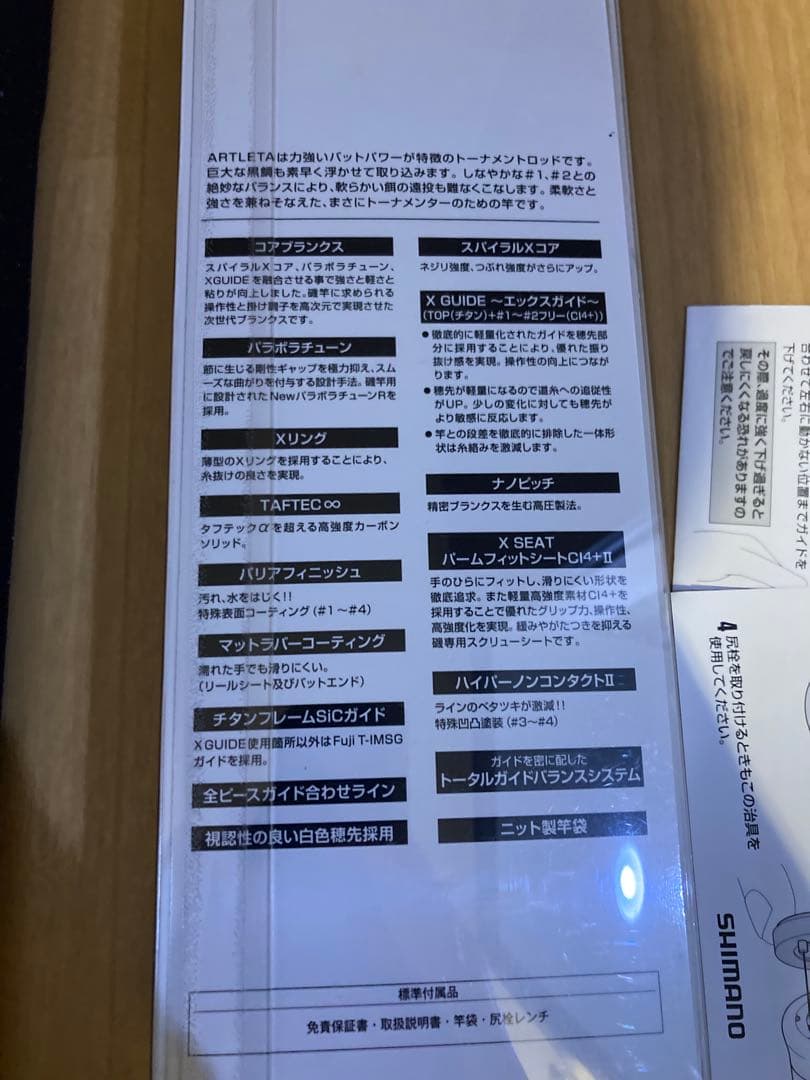 ARTLETAは力強いバットパワーが特徴のトーナメントロッドです。
巨大な黒鯛も素早く浮かせて取り込みます。しなやかな#1、#2との
絶妙なバランスにより、軟らかい餌の遠投も難なくこなします。柔軟さと
強さを兼ねそなえた、まさにトーナメンターのための竿です。
コアブランクス
スパイラルXコア、パラボラチューン、
XGUIDEを融合させる事で強さと軽さと
粘りが向上しました。磯竿に求められる
操作性と掛け調子を高次元で実現させた
次世代ブランクスです。
パラボラチューン
節に生じる剛性ギャップを極力抑え、スム
ーズな曲がりを付与する設計手法。磯竿用
に設計されたNewパラボラチューンRを
採用。
Xリング
薄型のXリングを採用することにより、
糸抜けの良さを実現。
TAFTEC∞
タフテックαを超える高強度カーボン
ソリッド。
バリアフィニッシュ
汚れ、水をはじく!!
特殊表面コーティング(#1〜#4)
マットラバーコーティング
濡れた手でも滑りにくい。
(リールシート及びバットエンド)
チタンフレームSiCガイド
XGUIDE使用箇所以外はFuji T-IMSG
ガイドを採用。
全ピースガイド合わせライン
視認性の良い白色穂先採用
スパイラルXコア
ネジリ強度、つぶれ強度がさらにアップ。
X GUIDE 〜エックスガイド〜
(TOP(チタン)+#1〜#2フリー(CI4+))
●徹底的に軽量化されたガイドを穂先部
分に採用することにより、優れた振り
抜け感を実現。操作性の向上につなが
ります。
●穂先が軽量になるので道糸への追従性
がUP。少しの変化に対しても穂先が
より敏感に反応します。
●竿との段差を徹底的に排除した一体形
状は糸絡みを激減します。
ナノピッチ
精密ブランクスを生む高圧製法。
X SEAT
パームフィットシートCI4+II
手のひらにフィットし、滑りにくい形状を
徹底追求。また軽量高強度素材CI4+を
採用することで優れたグリップ力、操作性、
高強度化を実現。緩みやがたつきを抑える
磯専用スクリューシートです。
ハイパーノンコンタクトII
ラインのベタツキが激減!!
特殊凹凸塗装(#3〜#4)
ガイドを密に配した
トータルガイドバランスシステム
ニット製竿袋
標準付属品
免責保証書・取扱説明書・竿袋・尻栓レンチ
合わせて左右に動かない位置までガイドを
下げてください。
その際、過度に強く下げ過ぎると
戻しにくくなる恐れがありますの
でご注意ください。
4 尻栓を取り付けるときもこの治具を
使用してください。
SHIMANO